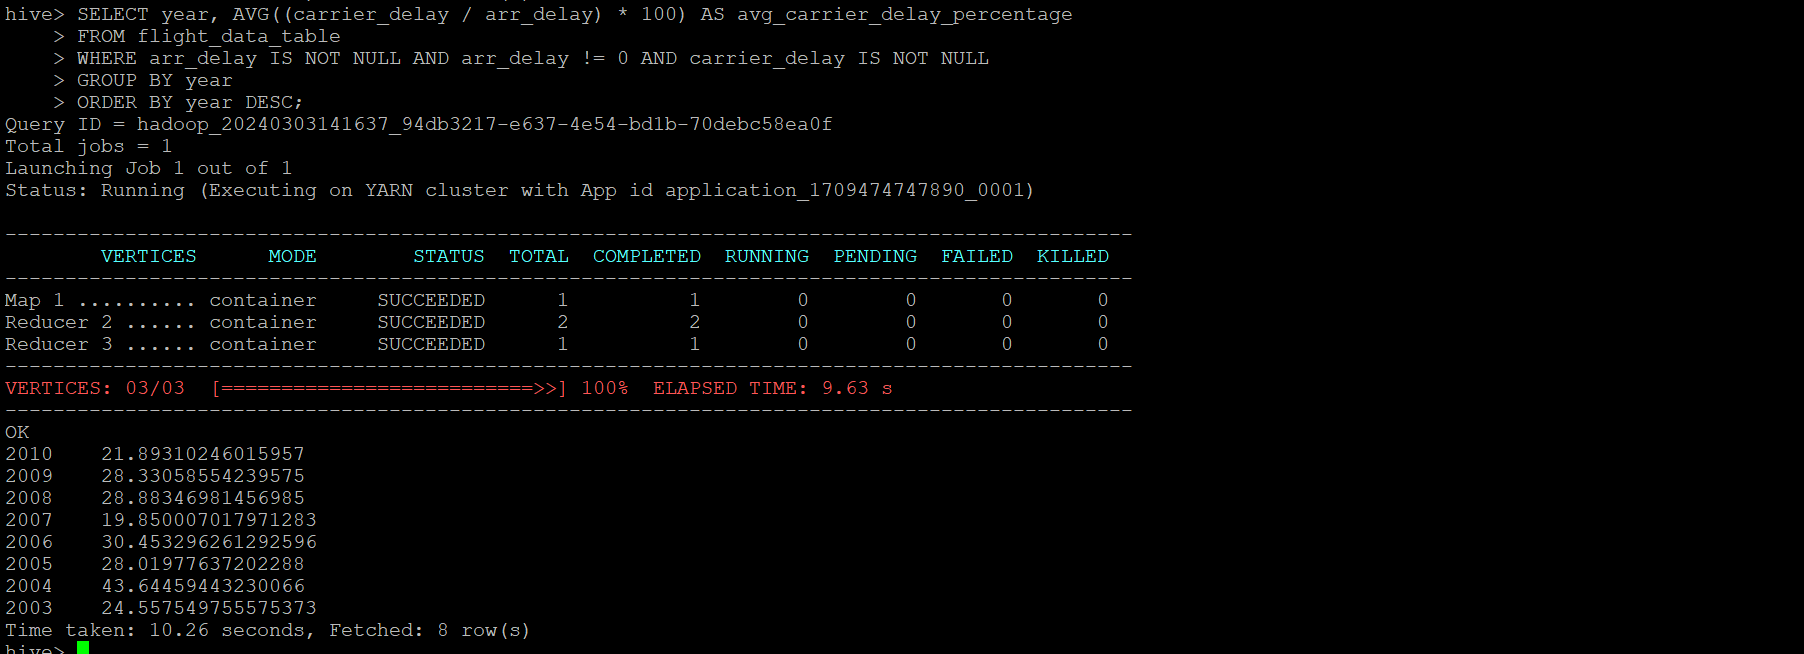 hive> SELECT year, AVG((carrier_delay / arr_delay) * 100) AS avg_carrier_delay_percentage
    > FROM flight_data_table
    > WHERE arr_delay IS NOT NULL AND arr_delay != 0 AND carrier_delay IS NOT NULL
    > GROUP BY year
    > ORDER BY year DESC;
Query ID = hadoop_20240303141637_94db3217-e637-4e54-bd1b-70debc58ea0f
Total jobs = 1
Launching Job 1 out of 1
Status: Running (Executing on YARN cluster with App id application_1709474747890_0001)
----------------------------------------------------------------------------------------------
        VERTICES      MODE        STATUS  TOTAL  COMPLETED  RUNNING  PENDING  FAILED  KILLED
----------------------------------------------------------------------------------------------
Map 1 .......... container     SUCCEEDED      1          1        0        0       0       0
Reducer 2 ...... container     SUCCEEDED      2          2        0        0       0       0
Reducer 3 ...... container     SUCCEEDED      1          1        0        0       0       0
----------------------------------------------------------------------------------------------
VERTICES: 03/03  [==========================>>] 100%  ELAPSED TIME: 9.63 s
----------------------------------------------------------------------------------------------
OK
2010    21.89310246015957
2009    28.33058554239575
2008    28.88346981456985
2007    19.850007017971283
2006    30.453296261292596
2005    28.01977637202288
2004    43.64459443230066
2003    24.557549755575373
Time taken: 10.26 seconds, Fetched: 8 row(s)
hive>